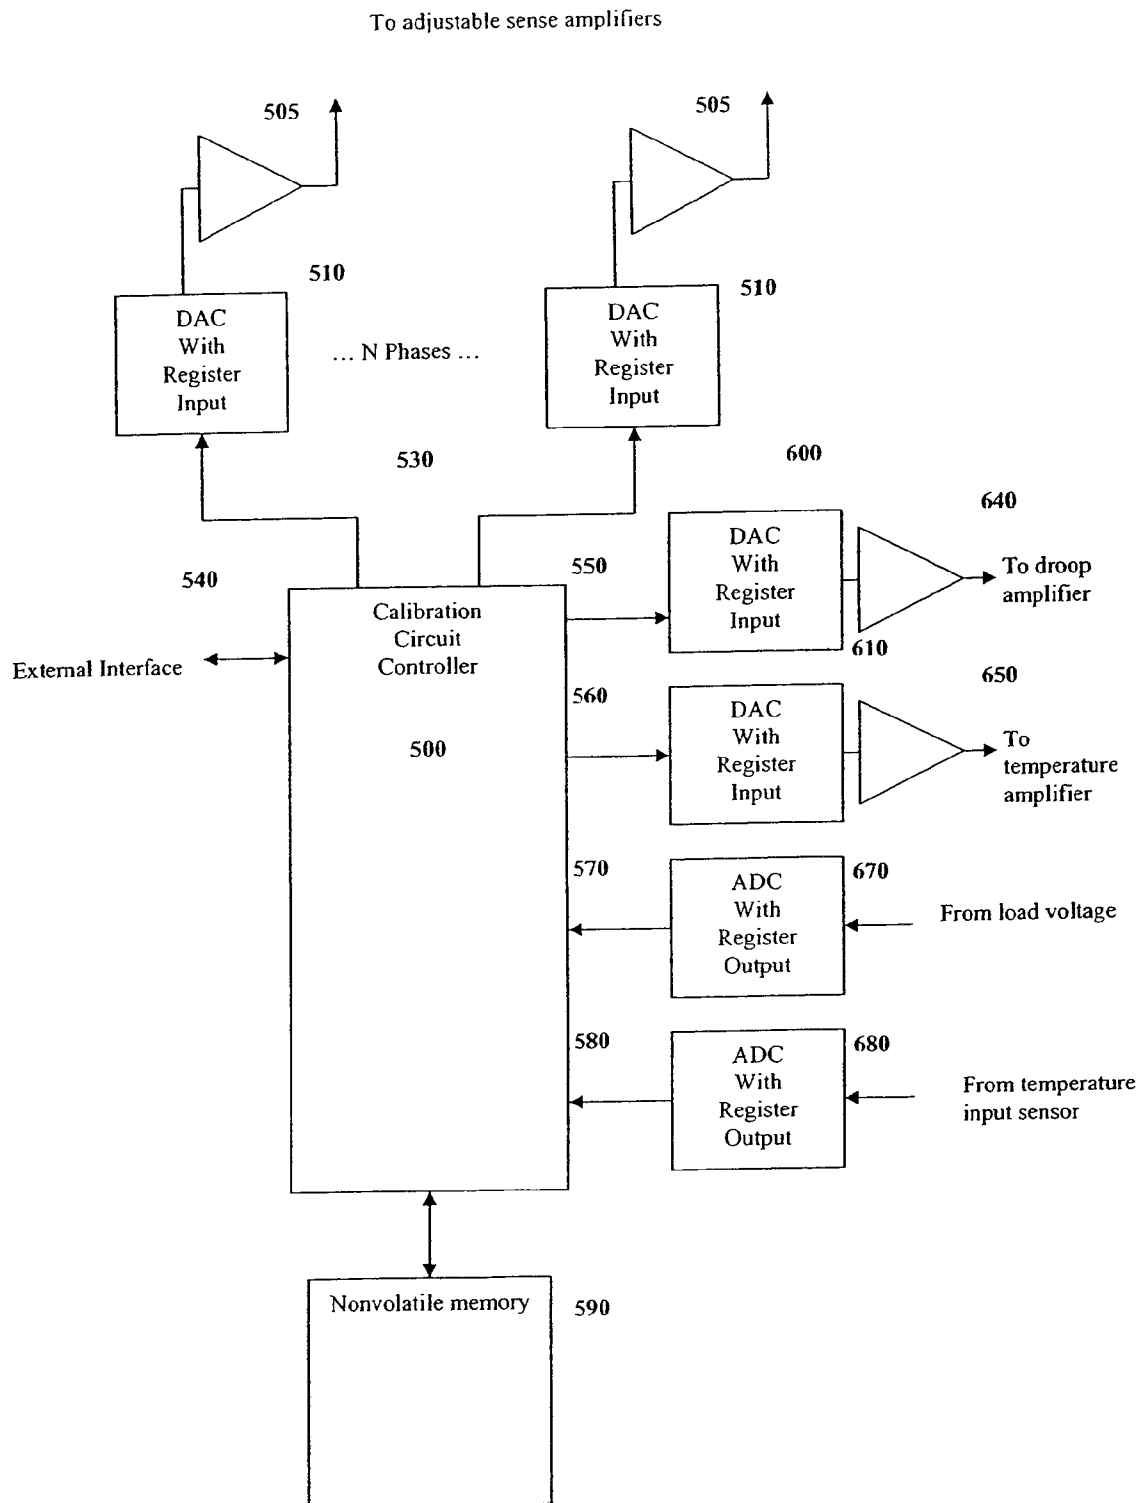 To adjustable sense amplifiers
505
505
510
510
DAC
With
Register
Input
... N Phases ...
DAC
With
Register
Input
530
600
640
DAC
With
Register
Input
To droop
amplifier
540
550
610
External Interface
Calibration
Circuit
Controller
500
560
650
DAC
With
Register
Input
To
temperature
amplifier
570
ADC
With
Register
Output
670
From load voltage
580
ADC
With
Register
Output
680
From temperature
input sensor
Nonvolatile memory
590